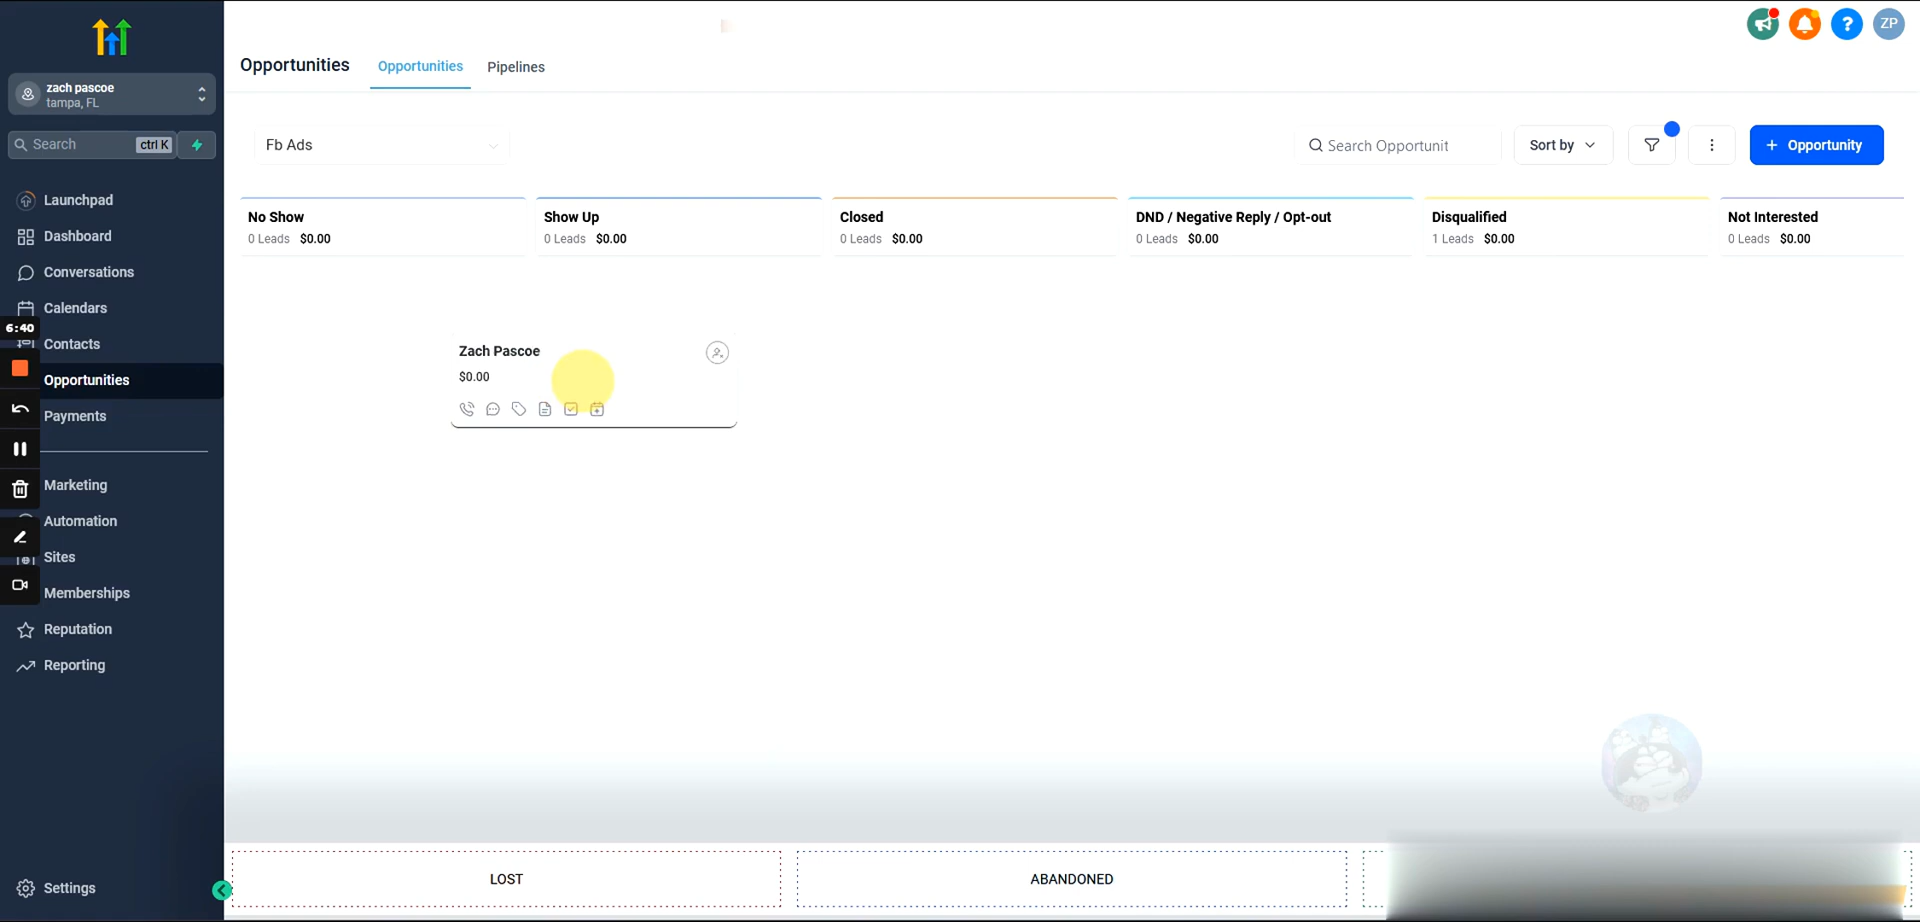 ZP
Opportunities
Opportunities
Pipelines
zach pascoe
tampa, FL
Search
ctrl K
Fb Ads
Search Opportunit
Sort by
+ Opportunity
Launchpad
Dashboard
Conversations
Calendars
6:40
Contacts
Opportunities
Payments
Marketing
Automation
Sites
Memberships
Reputation
Reporting
Settings
No Show
0 Leads $0.00
Show Up
0 Leads $0.00
Closed
0 Leads $0.00
DND / Negative Reply / Opt-out
0 Leads $0.00
Disqualified
1 Leads $0.00
Not Interested
0 Leads $0.00
Zach Pascoe
$0.00
LOST
ABANDONED